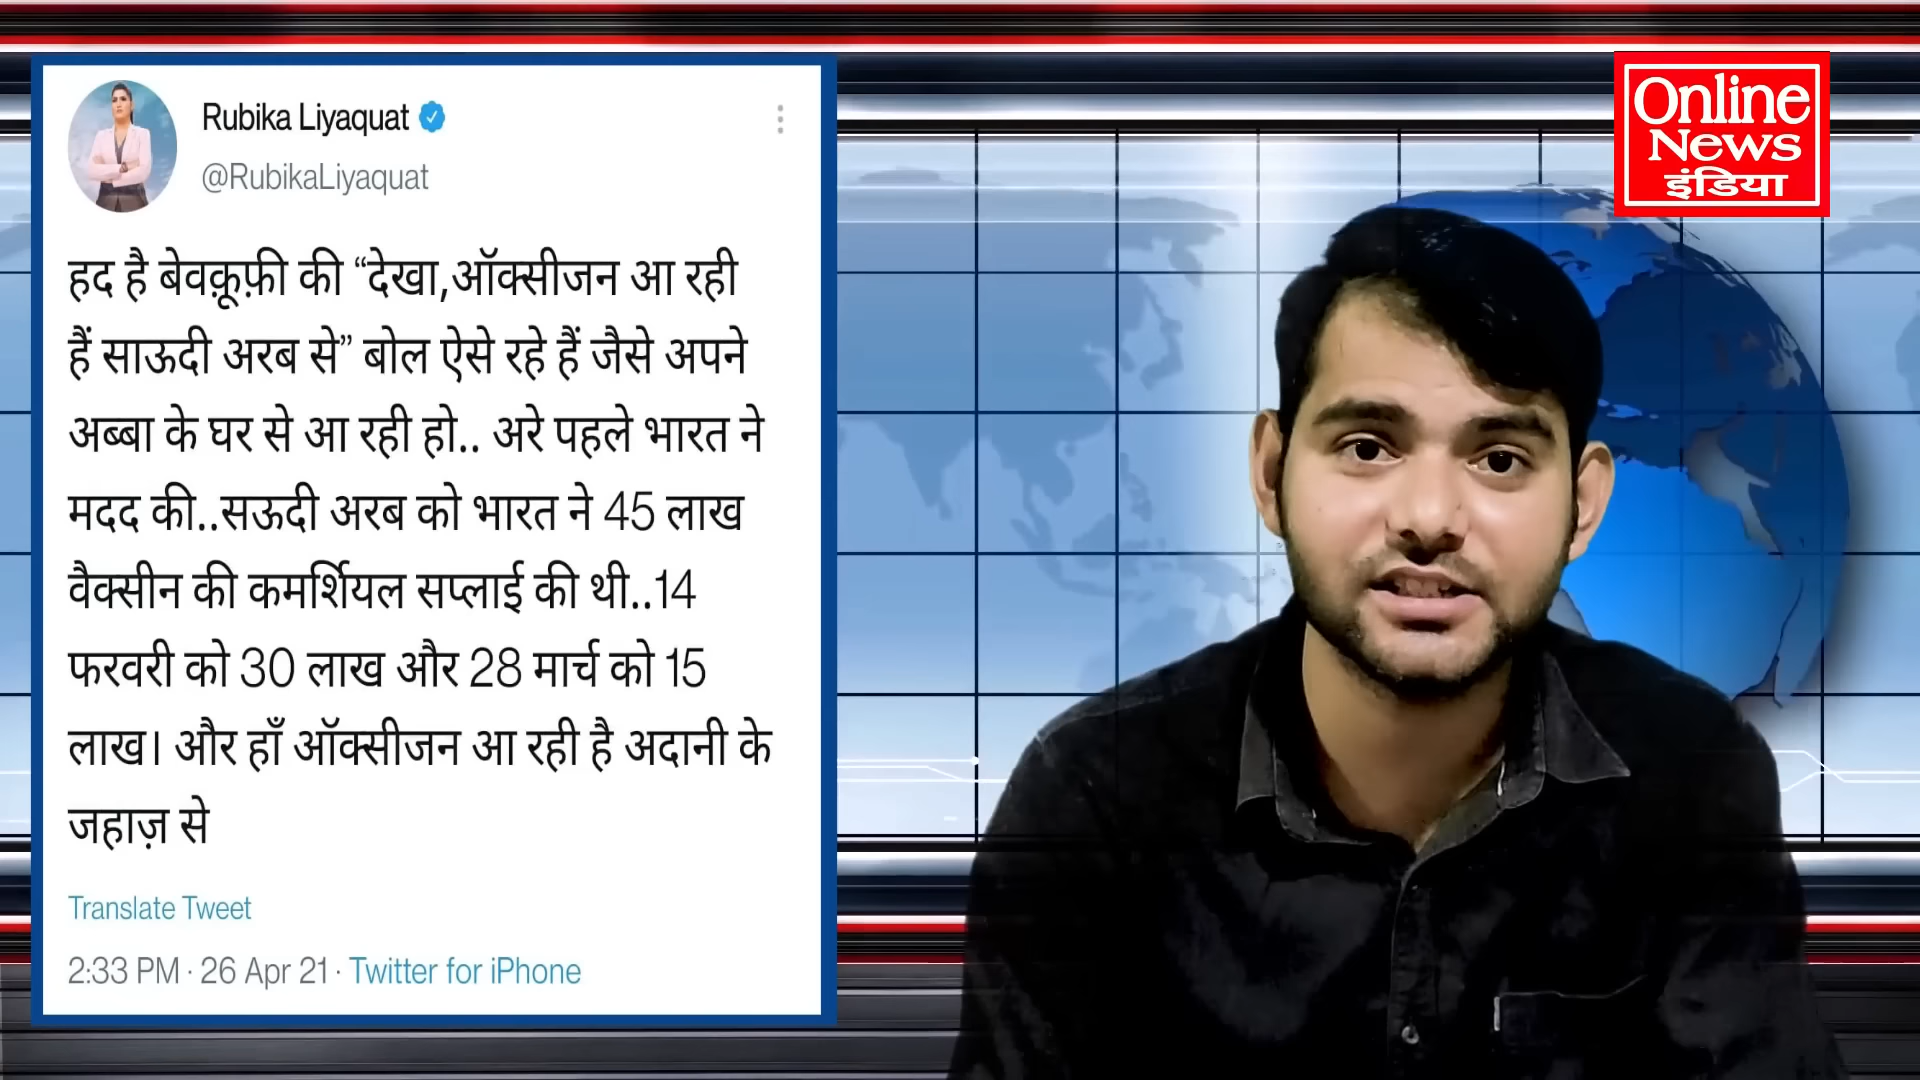 Rubika Liyaquat
@RubikaLiyaquat
हद है बेवक़ूफ़ी की “देखा,ऑक्सीजन आ रही
हैं साऊदी अरब से” बोल ऐसे रहे हैं जैसे अपने
अब्बा के घर से आ रही हो.. अरे पहले भारत ने
मदद की..सऊदी अरब को भारत ने 45 लाख
वैक्सीन की कमर्शियल सप्लाई की थी..14
फरवरी को 30 लाख और 28 मार्च को 15
लाख। और हाँ ऑक्सीजन आ रही है अदानी के
जहाज़ से
Translate Tweet
2:33 PM · 26 Apr 21 · Twitter for iPhone
Online
News
इंडिया